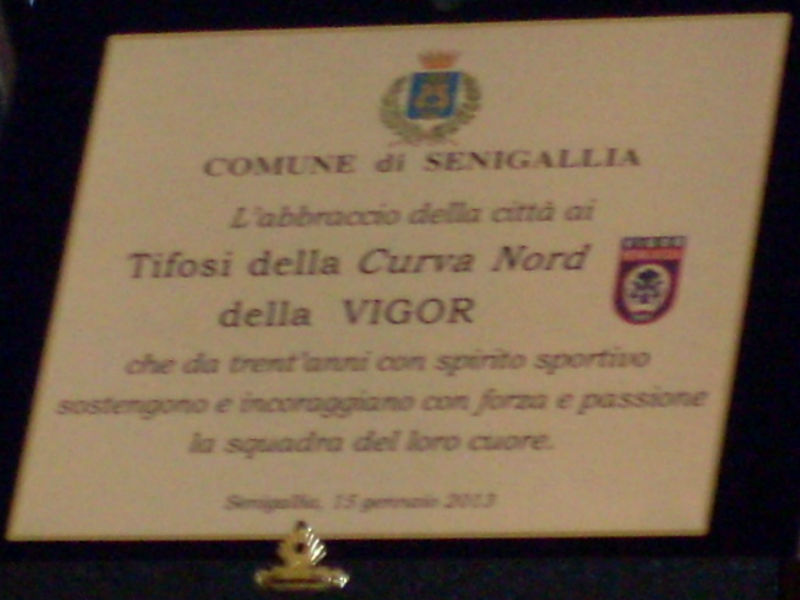 COMUNE di SENIGALLIA
L'abbraccio della città ai
Tifosi della Curva Nord
della VIGOR
che da trent'anni con spirito sportivo
sostengono e incoraggiano con forza e passione
la squadra del loro cuore.
Senigallia, 15 gennaio 2013